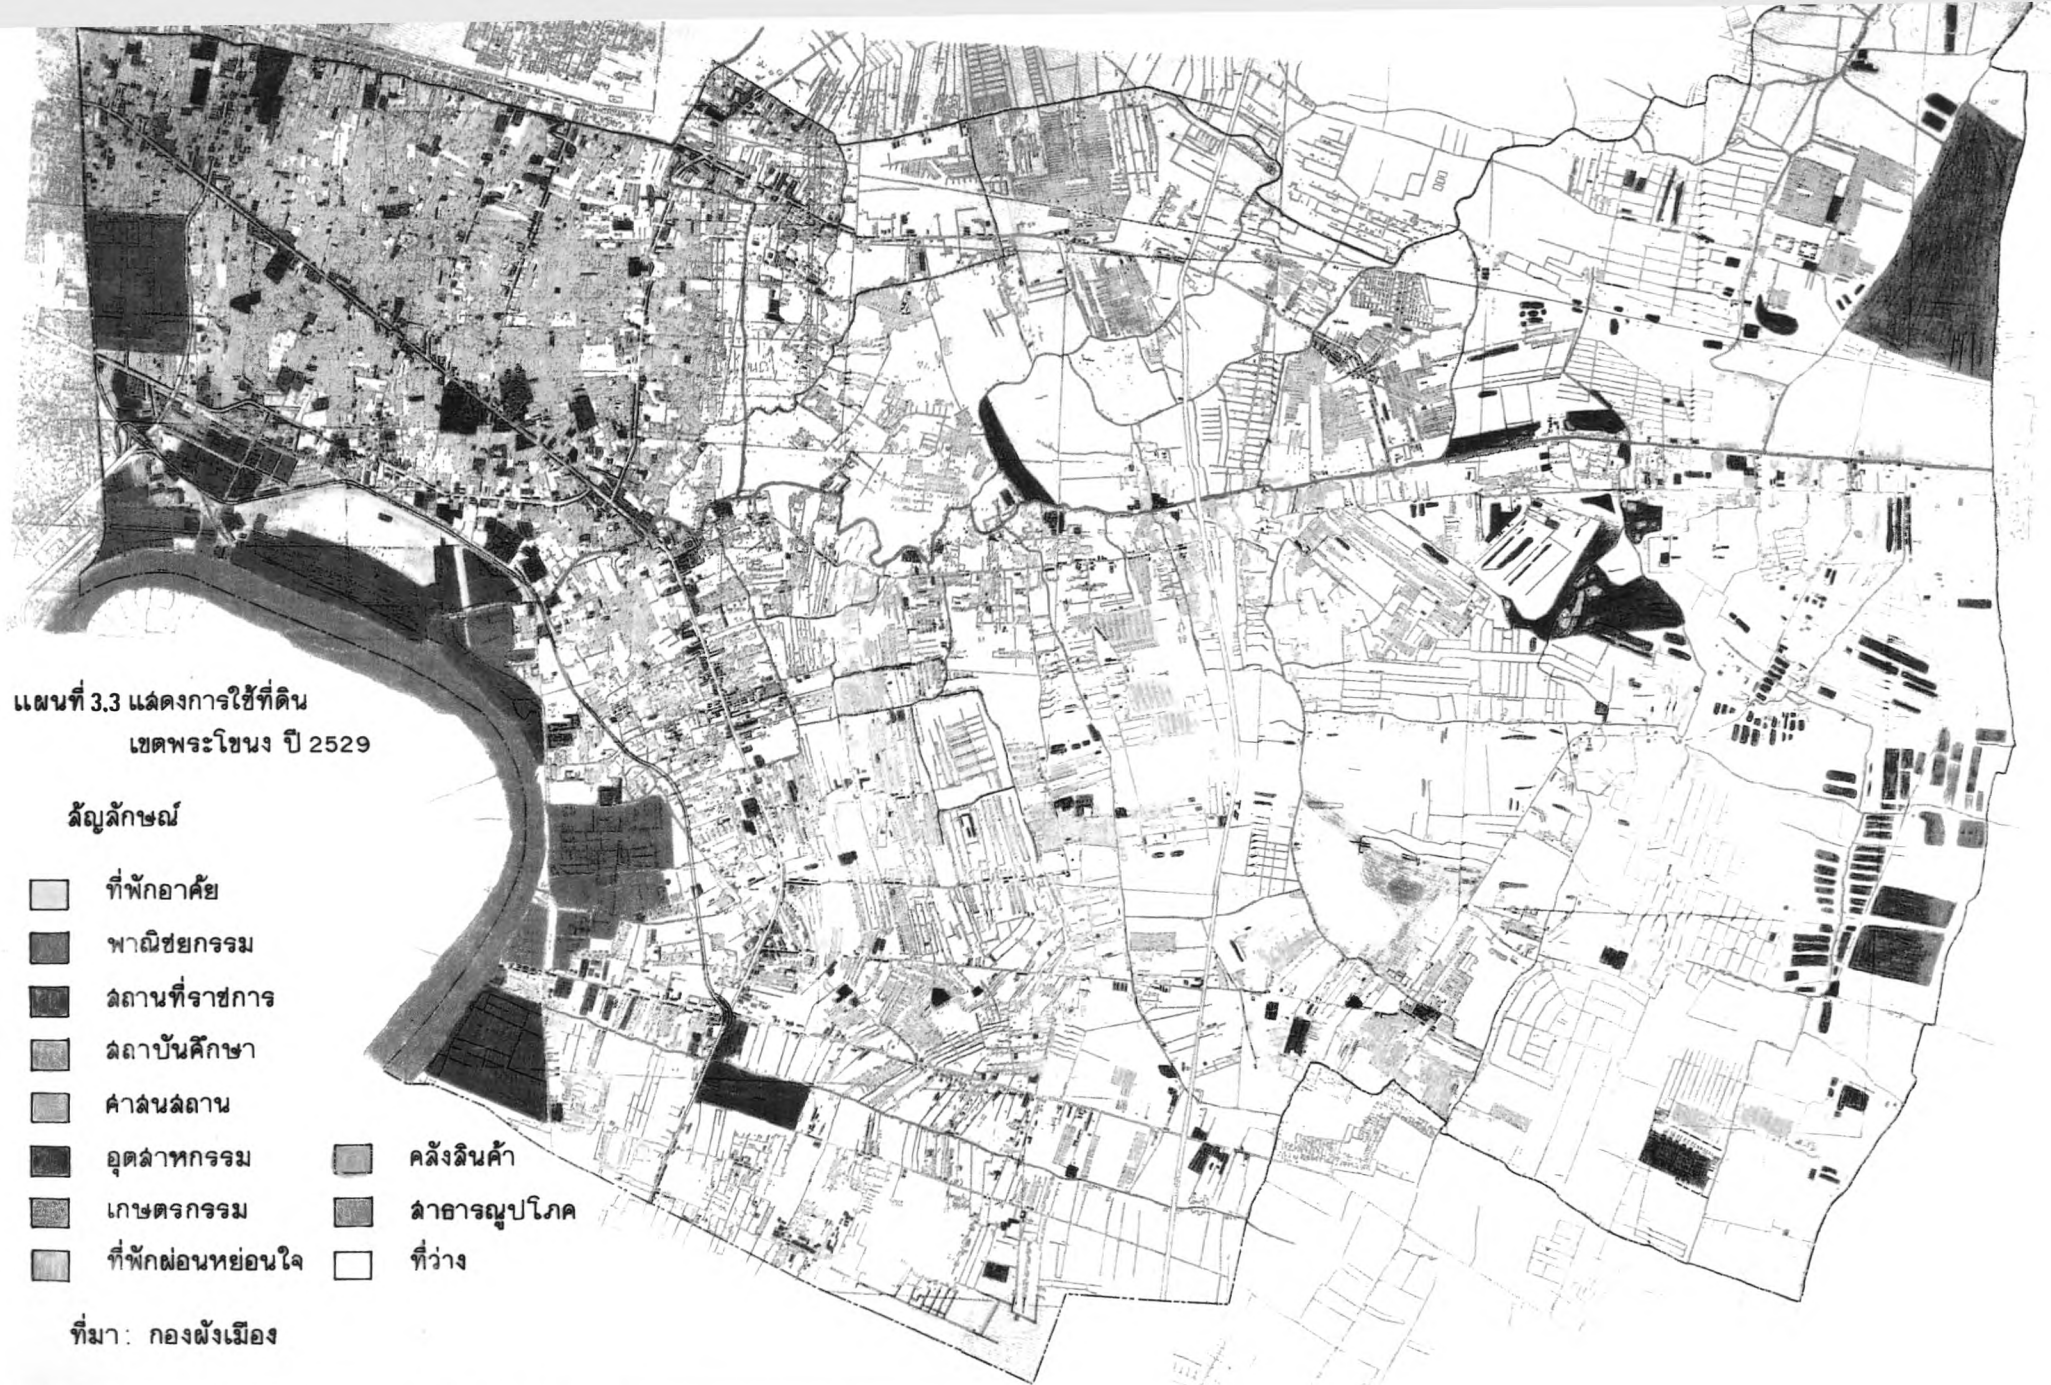 แผนที่ 3.3 แสดงการใช้ที่ดิน
เขตพระโขนง ปี 2529
สัญลักษณ์
ที่พักอาศัย
พาณิชยกรรม
สถานที่ราชการ
สถาบันศึกษา
ศาสนสถาน
อุตสาหกรรม
เกษตรกรรม
ที่พักผ่อนหย่อนใจ
คลังสินค้า
สาธารณูปโภค
ที่ว่าง
ที่มา : กองผังเมือง